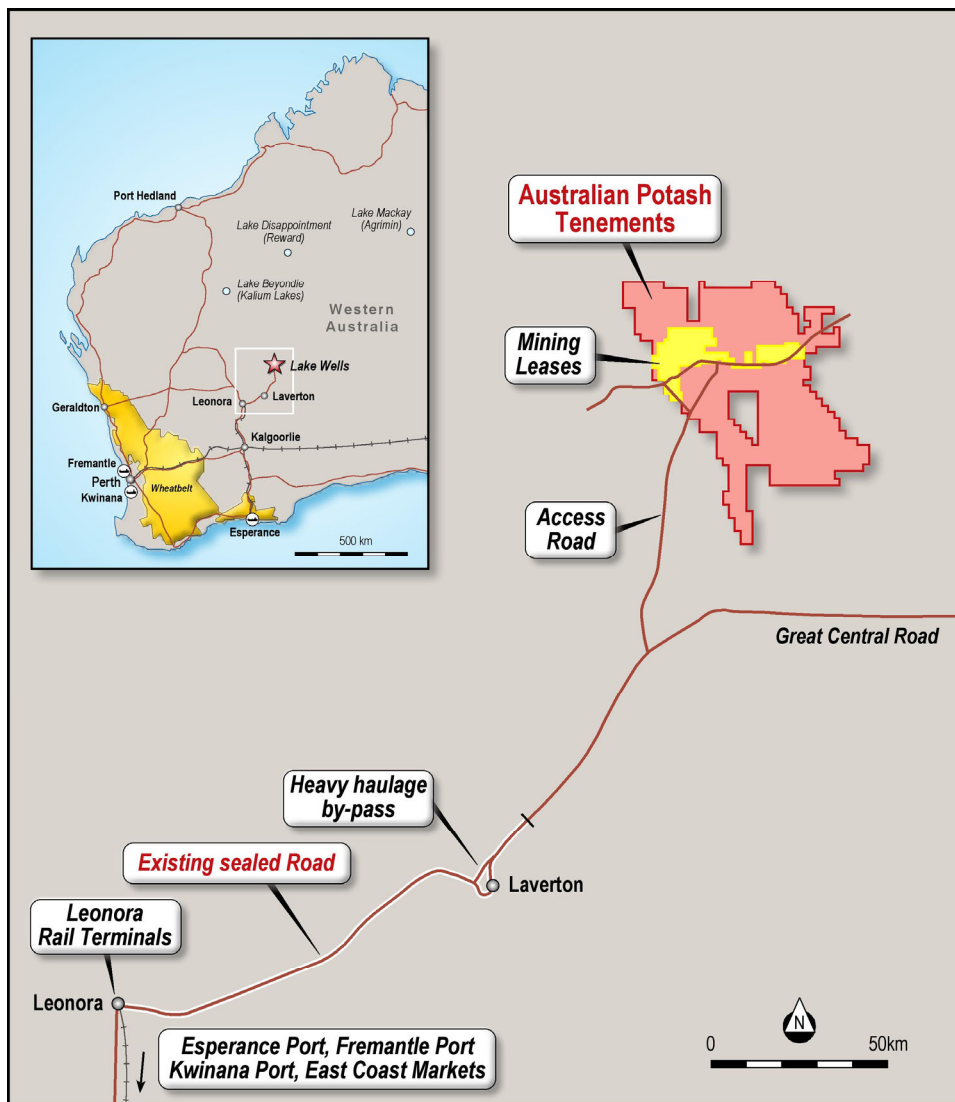 Port Hedland
Lake Disappointment
(Reward)
Lake Mackay
(Agrimin)
Lake Beyondie
(Kalium Lakes)
Western
Australia
Lake Wells
Leonora
Laverton
Geraldton
Kalgoorlie
Fremantle
Perth
Kwinana
Wheatbelt
Esperance
500 km
Australian Potash
Tenements
Mining
Leases
Access
Road
Great Central Road
Heavy haulage
by-pass
Existing sealed Road
Laverton
Leonora
Rail Terminals
Leonora
Esperance Port, Fremantle Port
Kwinana Port, East Coast Markets
N
0 50km